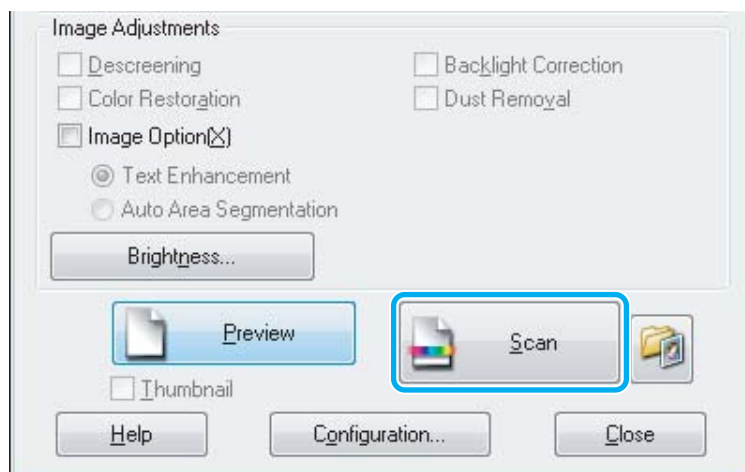 Image Adjustments
Descreening Backlight Correction
Color Restoration Dust Removal
Image Option(X)
Text Enhancement
Auto Area Segmentation
Brightness...
Preview Scan
Thumbnail
Help Configuration... Close